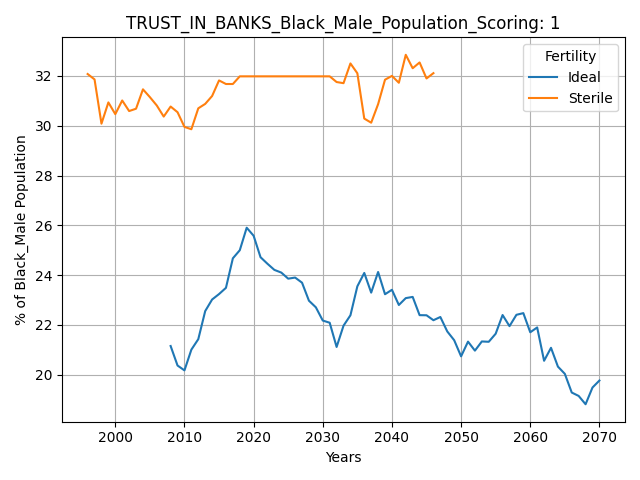 TRUST_IN_BANKS_Black_Male_Population_Scoring: 1
Fertility
Ideal
Sterile
% of Black_Male Population
32
30
28
26
24
22
20
2000 2010 2020 2030 2040 2050 2060 2070
Years